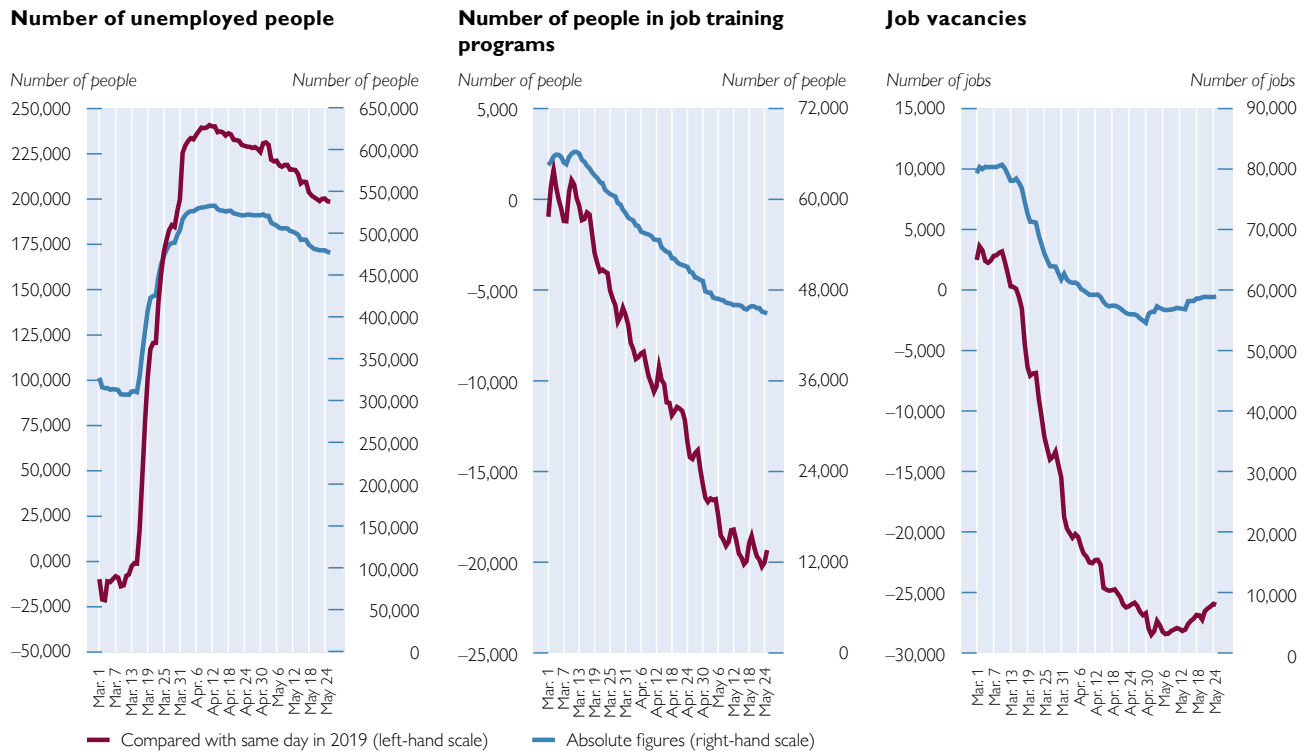 Number of unemployed people
Number of people Number of people
250,000
225,000
200,000
175,000
150,000
125,000
100,000
75,000
50,000
25,000
0,000
–25,000
–50,000
650,000
600,000
550,000
500,000
450,000
400,000
350,000
300,000
250,000
200,000
150,000
100,000
50,000
0
Mar. 1
Mar. 7
Mar. 13
Mar. 19
Mar. 25
Mar. 31
Apr. 6
Apr. 12
Apr. 18
Apr. 24
Apr. 30
May 6
May 12
May 18
May 24
Number of people in job training
programs
Number of people Number of people
5,000
0
–5,000
–10,000
–15,000
–20,000
–25,000
72,000
60,000
48,000
36,000
24,000
12,000
0
Mar. 1
Mar. 7
Mar. 13
Mar. 19
Mar. 25
Mar. 31
Apr. 6
Apr. 12
Apr. 18
Apr. 24
Apr. 30
May 6
May 12
May 18
May 24
Job vacancies
Number of jobs Number of jobs
15,000
10,000
5,000
0
–5,000
–10,000
–15,000
–20,000
–25,000
–30,000
90,000
80,000
70,000
60,000
50,000
40,000
30,000
20,000
10,000
0
Mar. 1
Mar. 7
Mar. 13
Mar. 19
Mar. 25
Mar. 31
Apr. 6
Apr. 12
Apr. 18
Apr. 24
Apr. 30
May 6
May 12
May 18
May 24
Compared with same day in 2019 (left-hand scale) Absolute figures (right-hand scale)